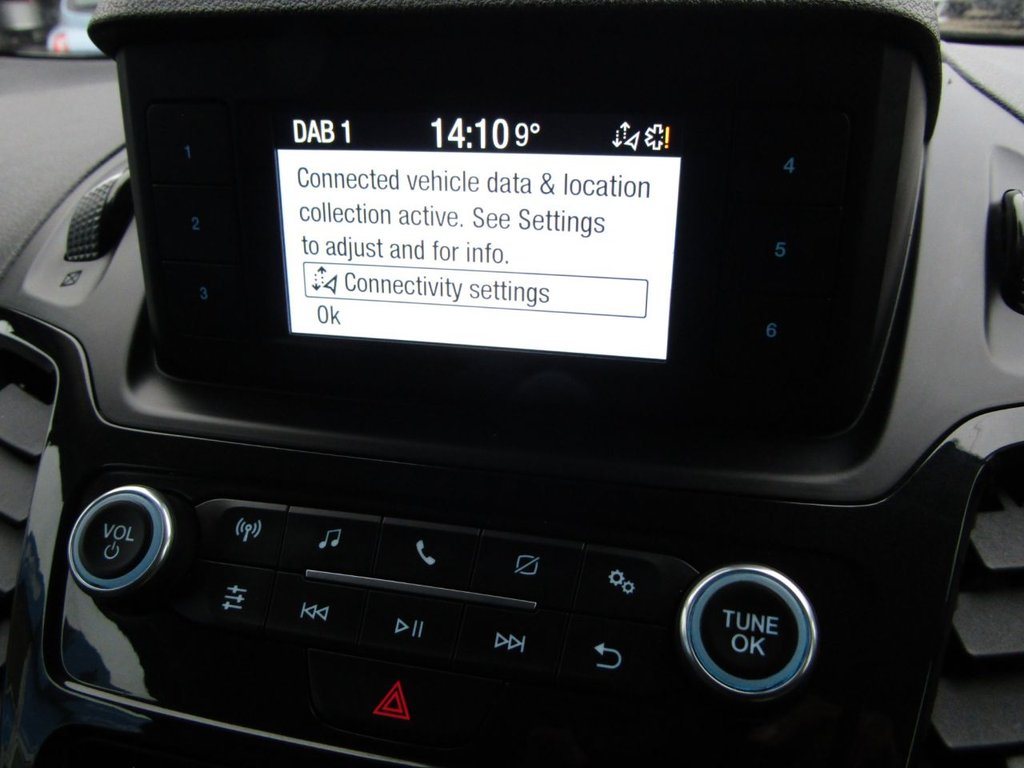 DAB 1 14:10 9°
Connected vehicle data & location
collection active. See Settings
to adjust and for info.
Connectivity settings
Ok
1
2
3
4
5
6
VOL
TUNE
OK